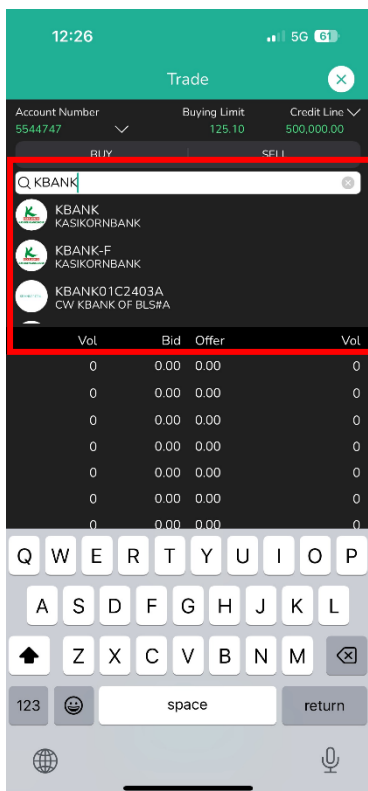 12:26 5G 61
Trade
Account Number Buying Limit Credit Line
5544747 125.10 500,000.00
BUY SELL
KBANK
KBANK
KASIKORNBANK
KBANK-F
KASIKORNBANK
KBANK01C2403A
CW KBANK OF BLS#A
Vol Bid Offer Vol
0 0.00 0.00 0
0 0.00 0.00 0
0 0.00 0.00 0
0 0.00 0.00 0
0 0.00 0.00 0
0 0.00 0.00 0
0 0.00 0.00 0
Q W E R T Y U I O P
A S D F G H J K L
Z X C V B N M
123 space return